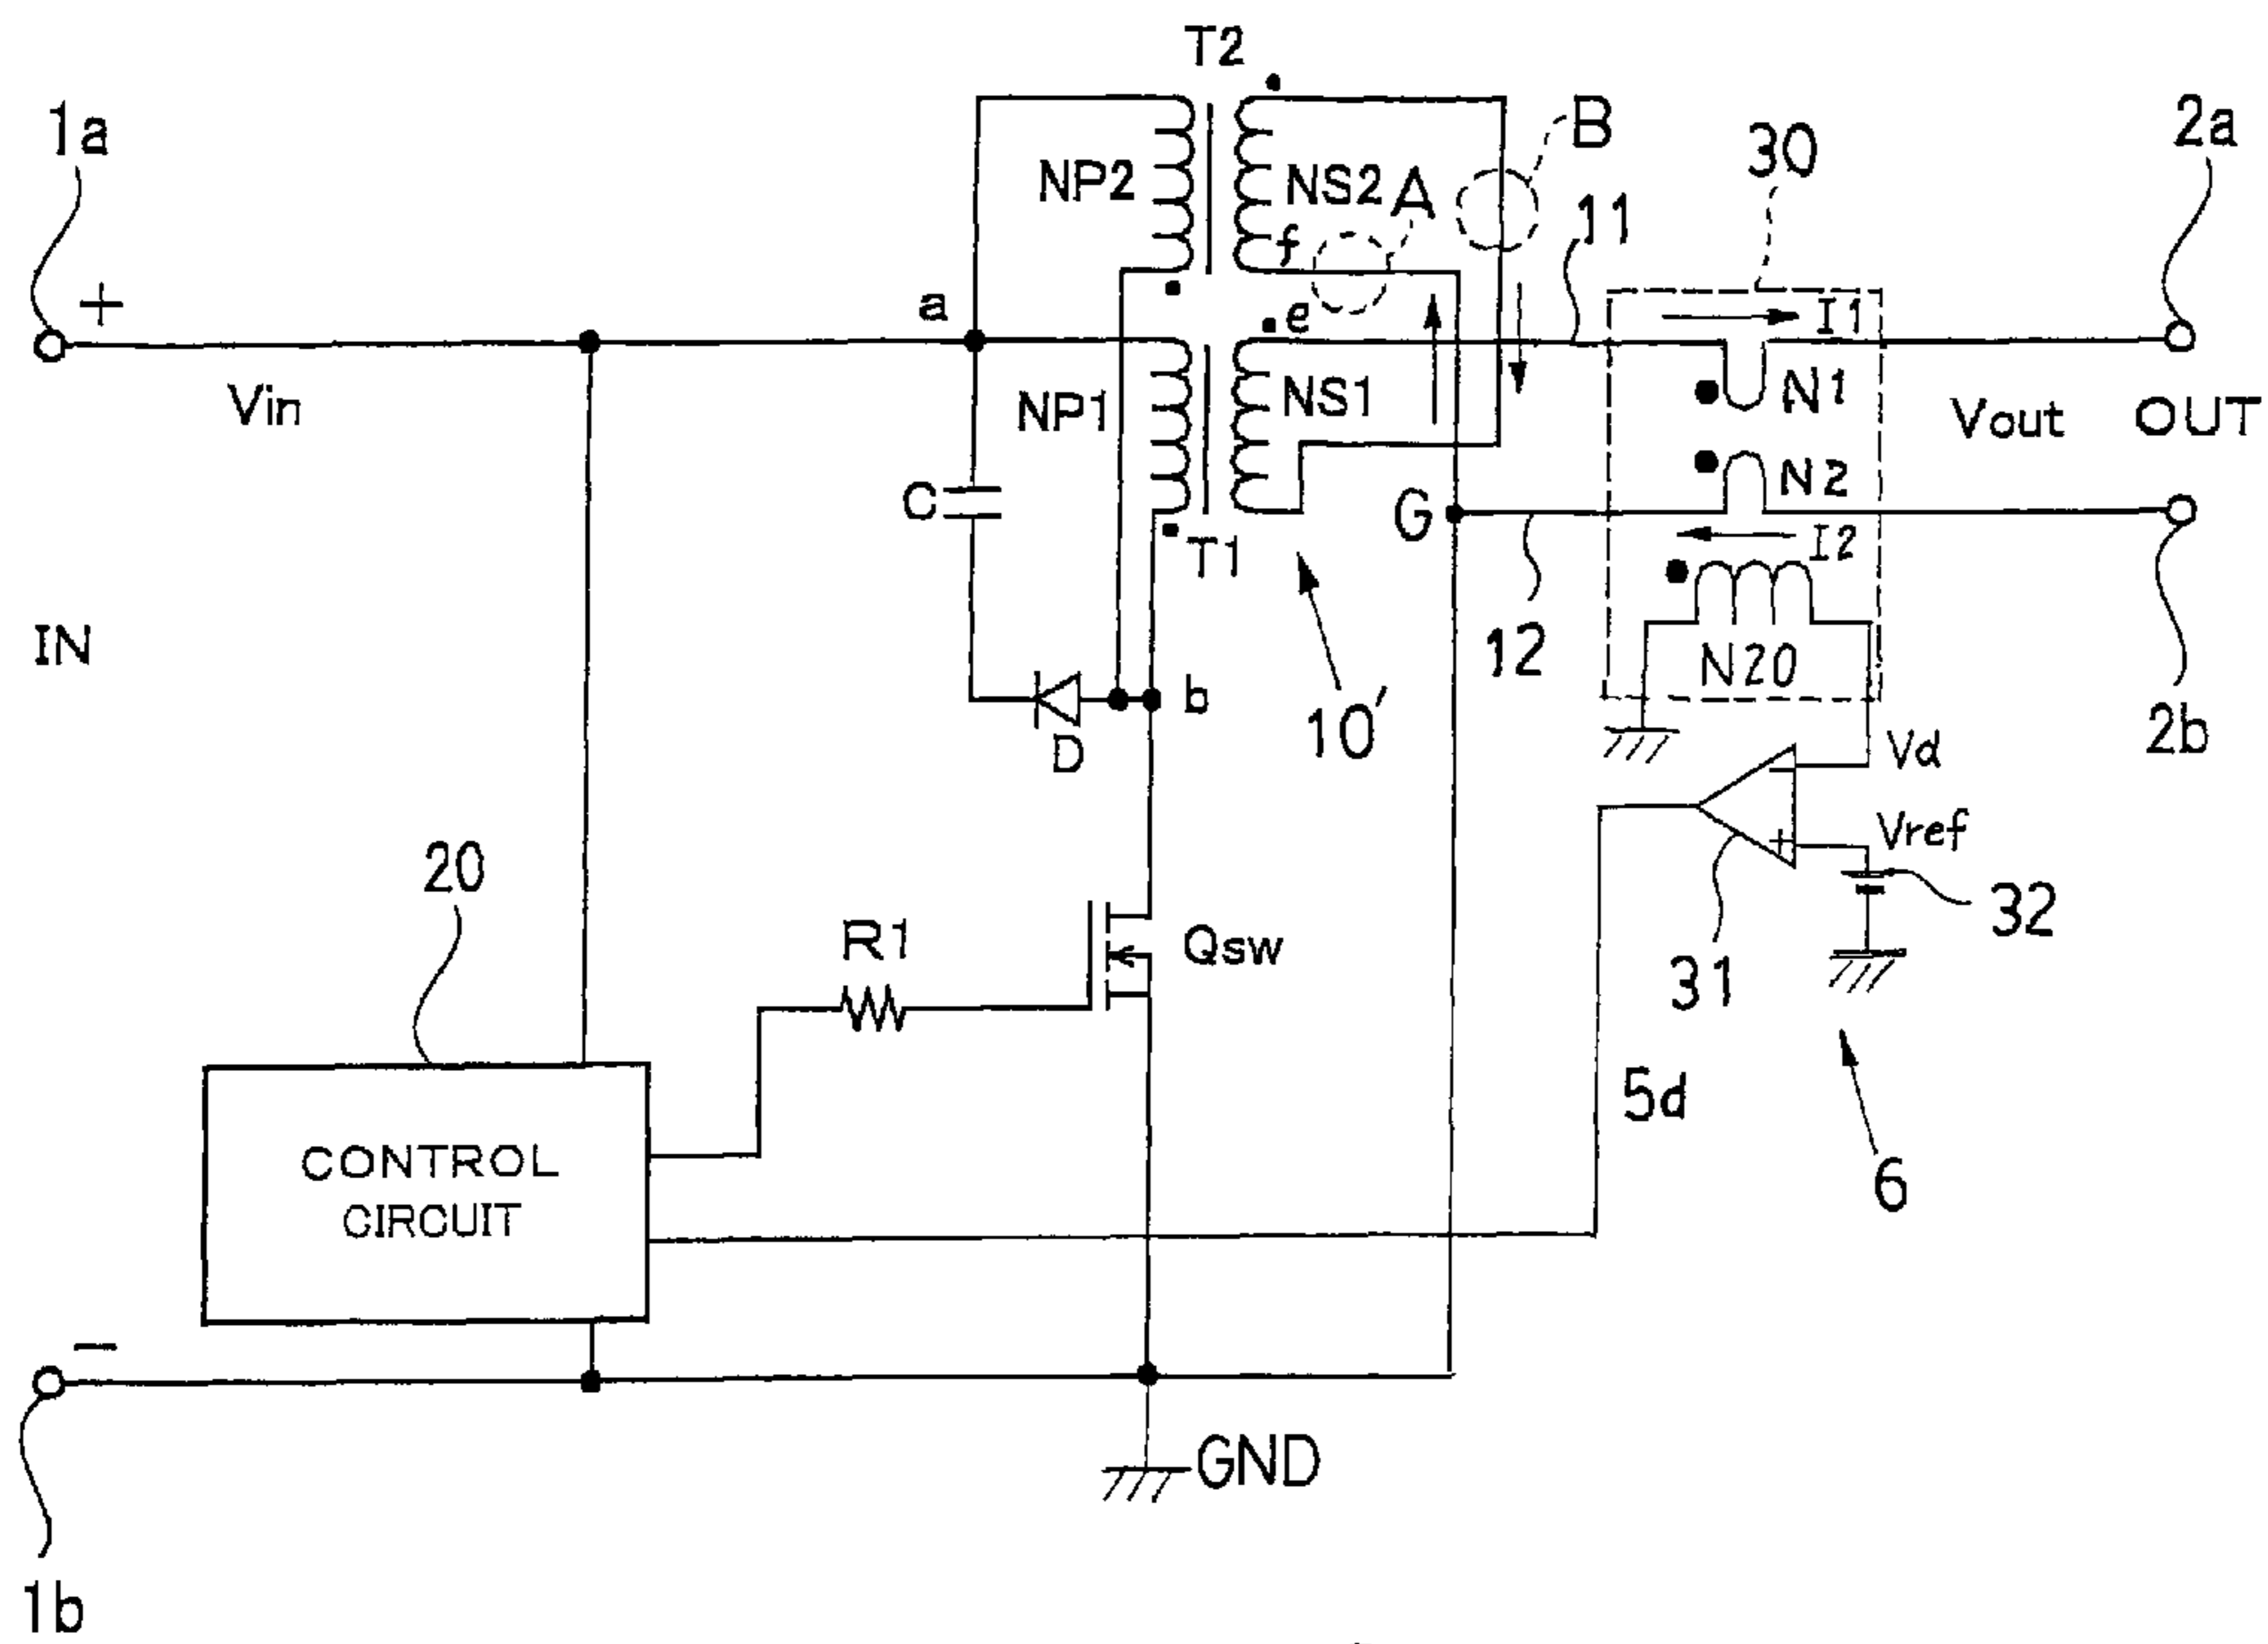 T2
1a
B
2a
30
NP2
NS2
A
11
f
+
a
e
I1
Vin
NP1
NS1
N1
Vout
OUT
C
G
N2
T1
I2
IN
12
N20
b
10'
2b
D
Vd
−
Vref
20
+
R1
Qsw
32
31
5d
CONTROL
CIRCUIT
6
−
GND
1b